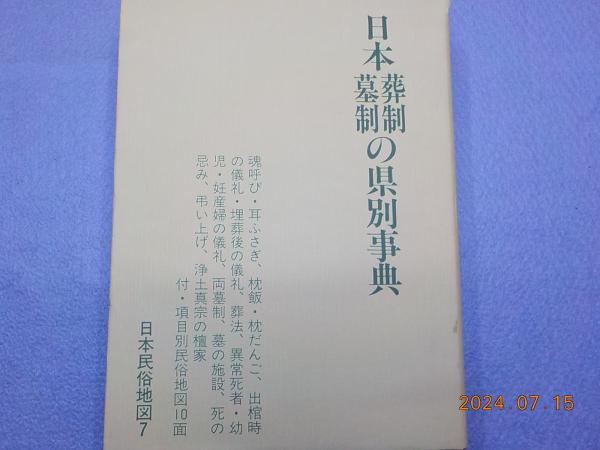 日本葬制墓制の県別事典
魂呼び・耳ふさぎ、枕飯・枕だんご、出棺時
の儀礼・埋葬後の儀礼、葬法、異常死者・幼
児・妊産婦の儀礼、両墓制、墓の施設、死の
忌み、弔い上げ、浄土真宗の檀家
付・項目別民俗地図10面
日本民俗地図7
2024.07.15